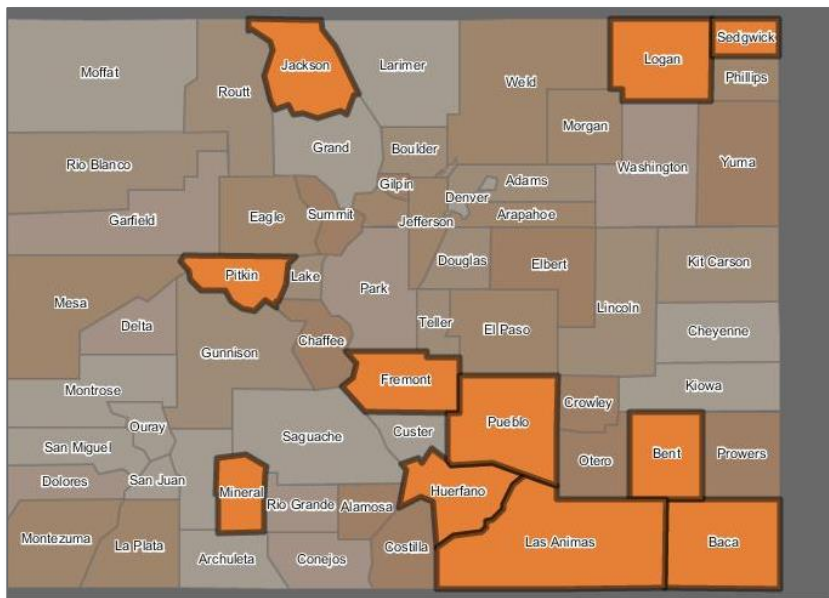 Sedgwick
Logan
Jackson
Larimer
Moffat
Weld
Phillips
Routt
Morgan
Grand
Boulder
Rio Blanco
Washington
Yuma
Gilpin
Adams
Denver
Garfield
Eagle
Summit
Arapahoe
Jefferson
Kit Carson
Douglas
Elbert
Pitkin
Lake
Park
Mesa
Lincoln
Teller
Delta
El Paso
Cheyenne
Chaffee
Gunnison
Fremont
Kiowa
Montrose
Crowley
Pueblo
Ouray
Custer
Saguache
San Miguel
Bent
Prowers
Otero
Dolores
San Juan
Mineral
Huerfano
Rio Grande
Alamosa
Montezuma
La Plata
Las Animas
Baca
Costilla
Archuleta
Conejos